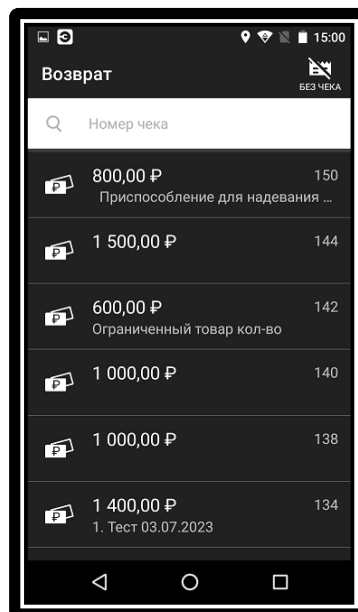 15:00
Возврат
БЕЗ ЧЕКА
Номер чека
800,00 ₽ 150
Приспособление для надевания ...
1 500,00 ₽ 144
600,00 ₽ 142
Ограниченный товар кол-во
1 000,00 ₽ 140
1 000,00 ₽ 138
1 400,00 ₽ 134
1. Тест 03.07.2023